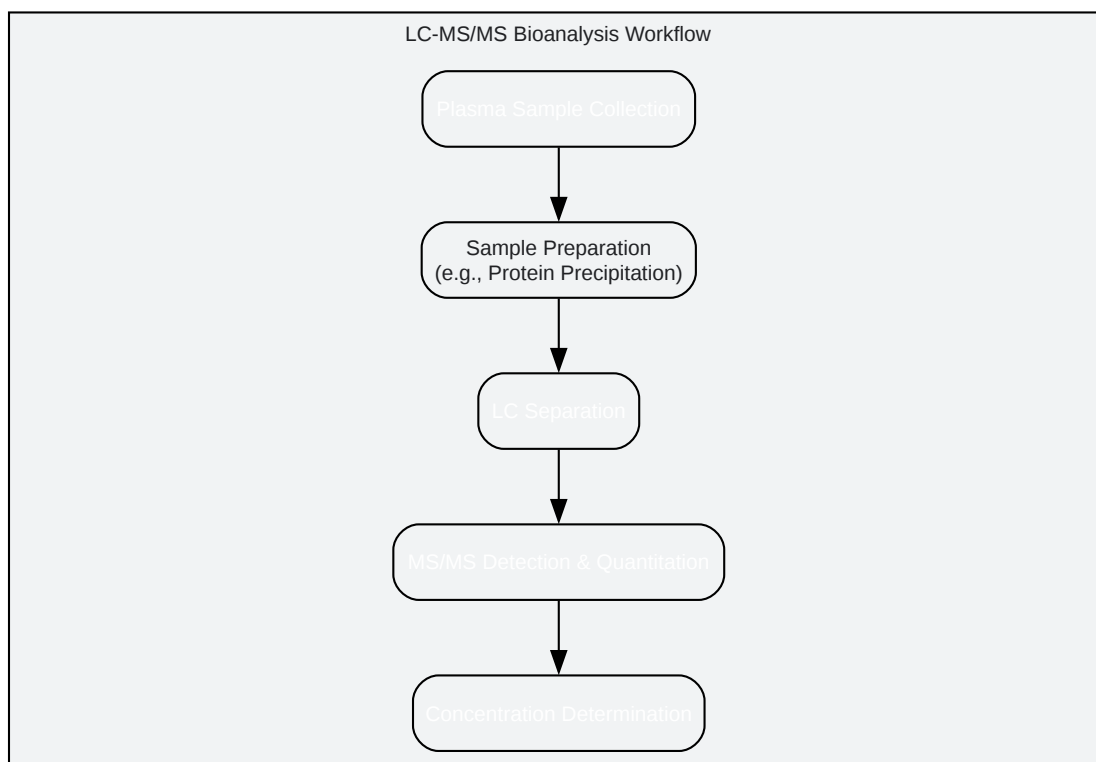 LC-MS/MS Bioanalysis Workflow
Plasma Sample Collection
Sample Preparation
(e.g., Protein Precipitation)
LC Separation
MS/MS Detection & Quantitation
Concentration Determination